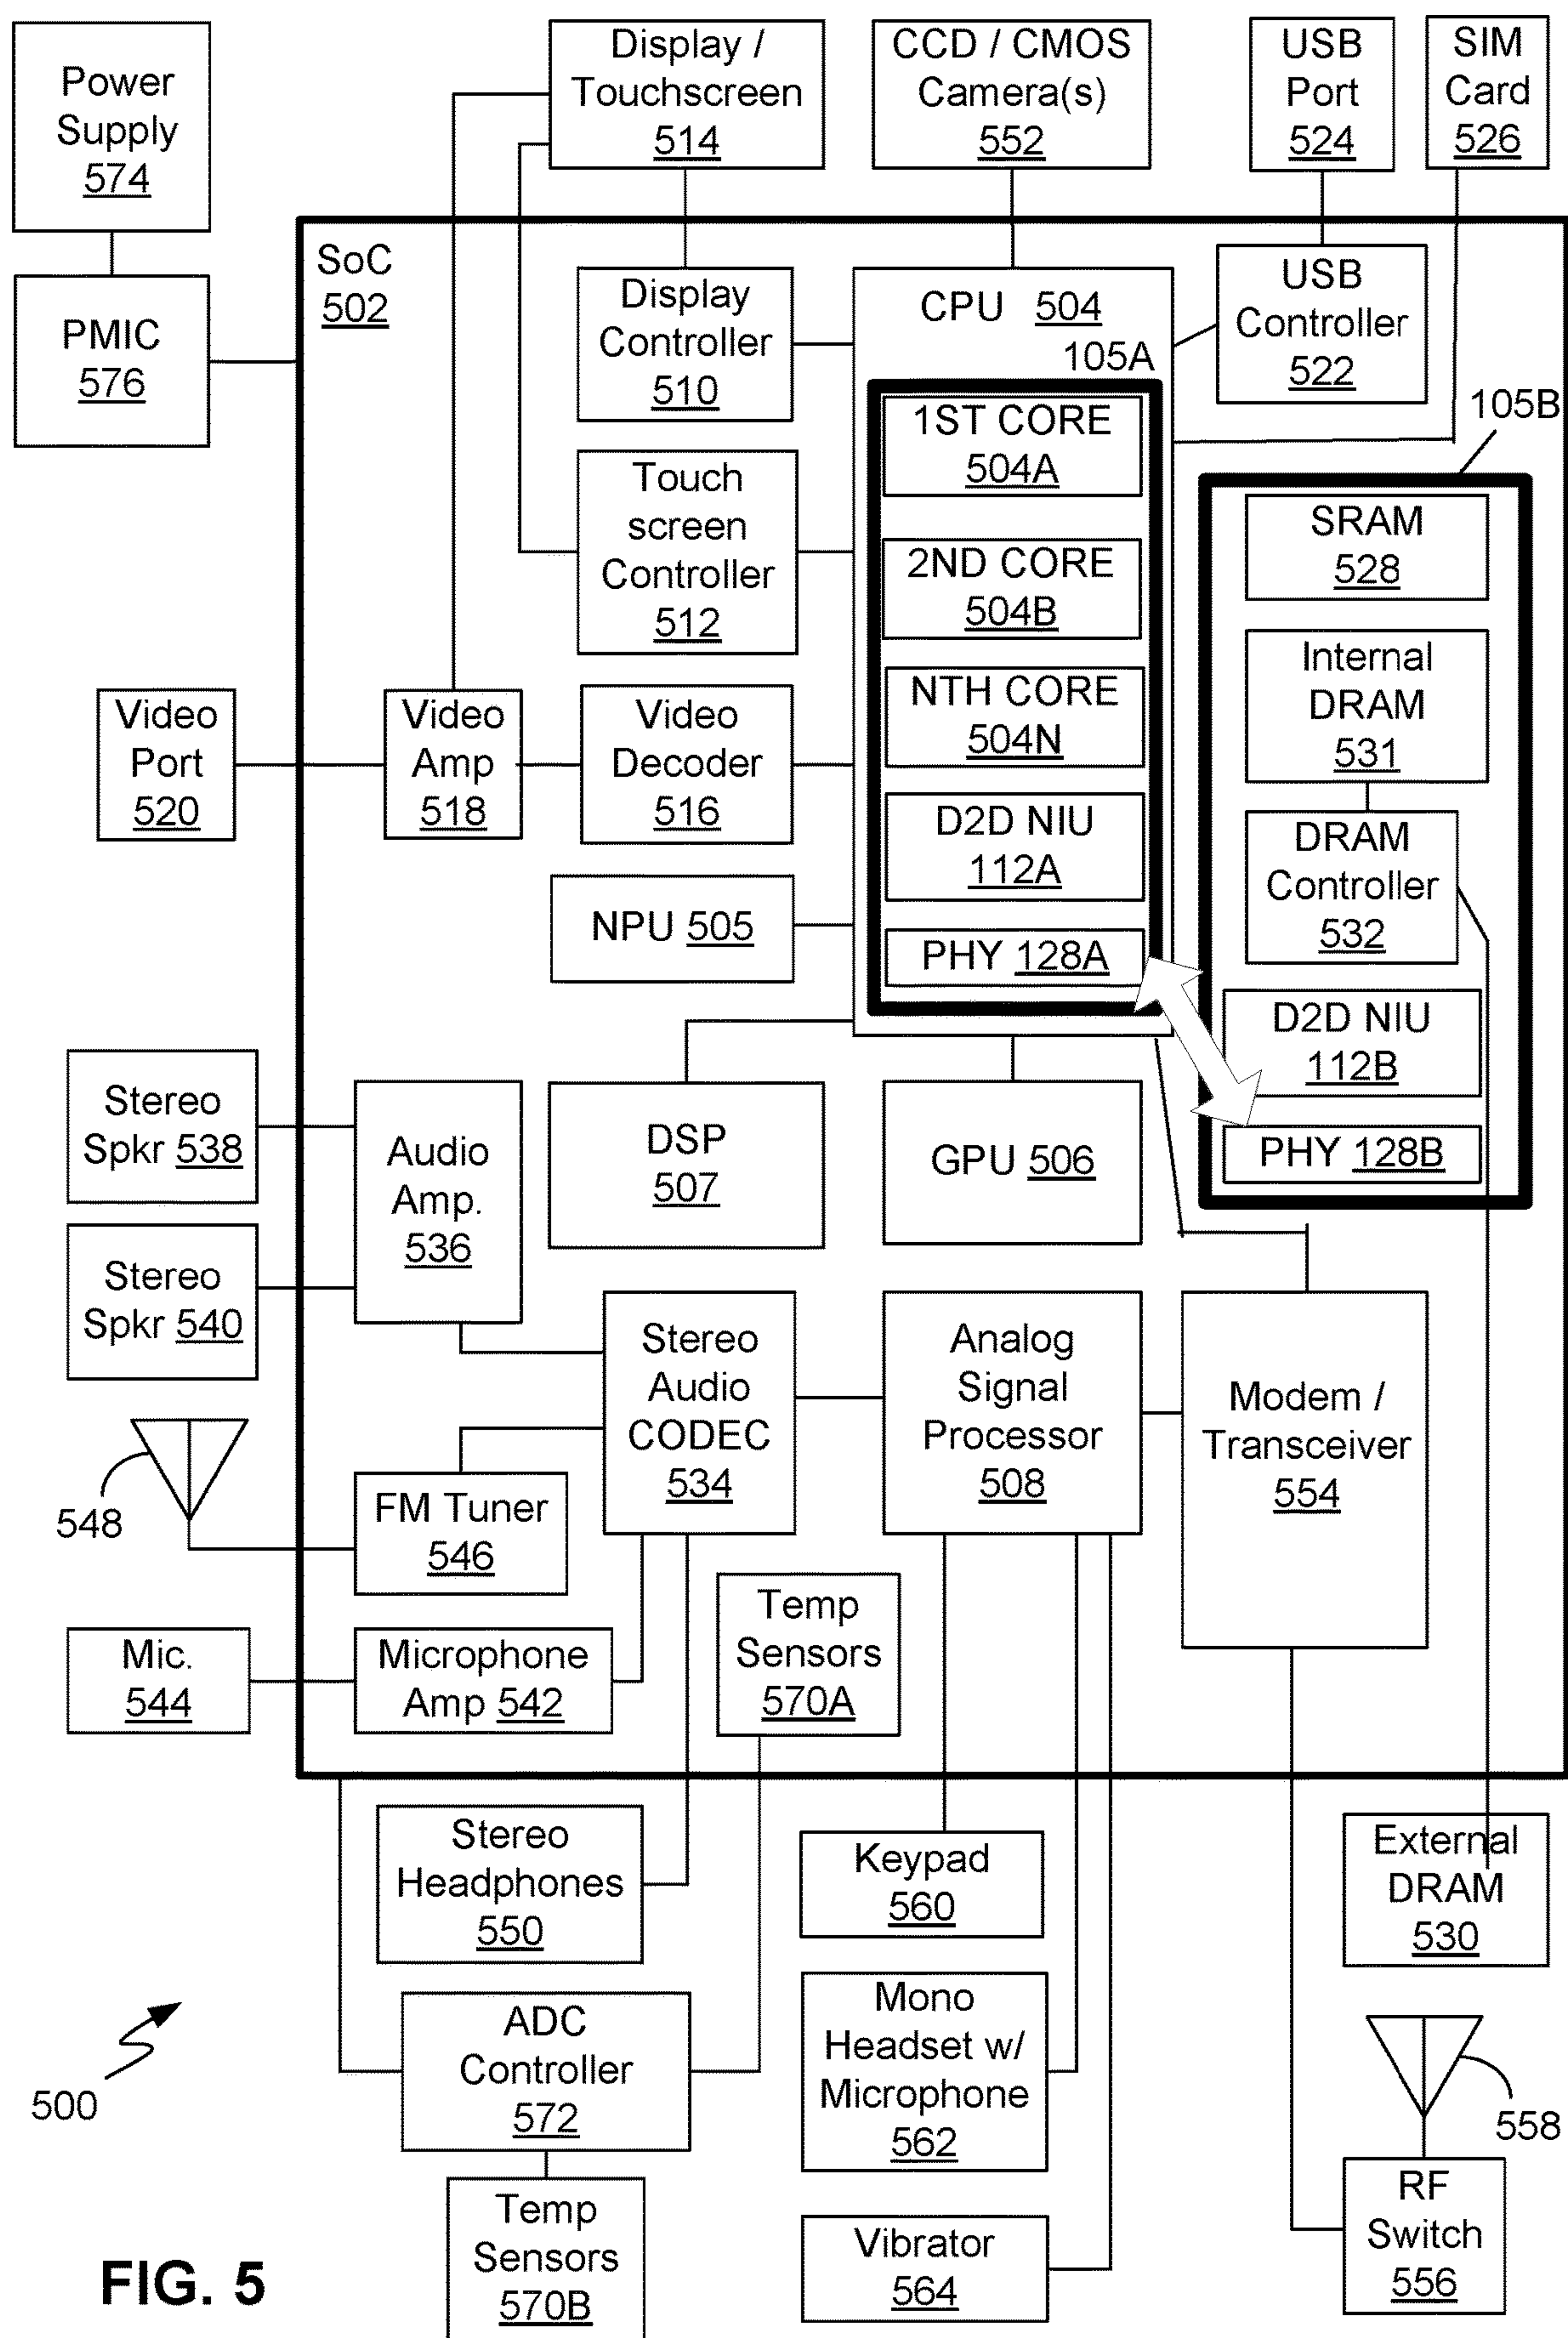 Power
Supply
574
Display /
Touchscreen
514
CCD / CMOS
Camera(s)
552
USB
Port
524
SIM
Card
526
PMIC
576
SoC
502
Display
Controller
510
CPU 504
105A
USB
Controller
522
105B
1ST CORE
504A
2ND CORE
504B
NTH CORE
504N
D2D NIU
112A
PHY 128A
SRAM
528
Internal
DRAM
531
DRAM
Controller
532
D2D NIU
112B
PHY 128B
Touch
screen
Controller
512
Video
Port
520
Video
Amp
518
Video
Decoder
516
NPU 505
DSP
507
GPU 506
Stereo
Spkr 538
Stereo
Spkr 540
Audio
Amp.
536
Stereo
Audio
CODEC
534
Analog
Signal
Processor
508
Modem /
Transceiver
554
548
FM Tuner
546
Mic.
544
Microphone
Amp 542
Temp
Sensors
570A
Stereo
Headphones
550
Keypad
560
External
DRAM
530
ADC
Controller
572
Mono
Headset w/
Microphone
562
500
558
Temp
Sensors
570B
Vibrator
564
RF
Switch
556
FIG. 5